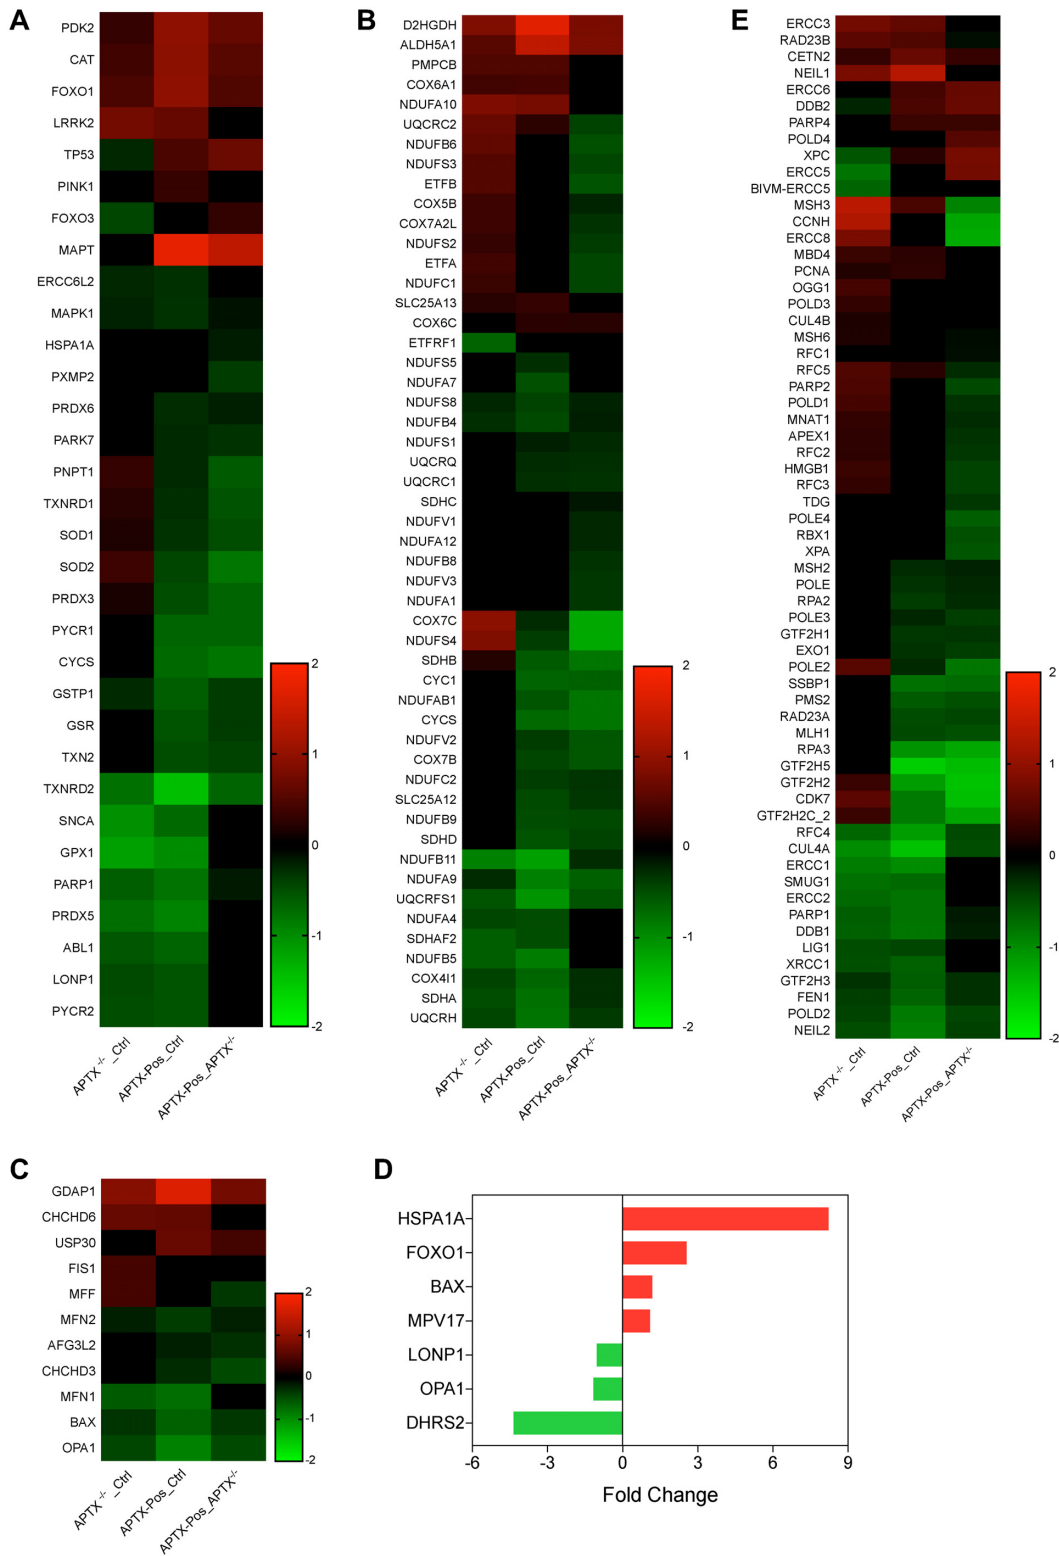 A
PDK2
CAT
FOXO1
LRRK2
TP53
PINK1
FOXO3
MAPT
ERCC6L2
MAPK1
HSPA1A
PXMP2
PRDX6
PARK7
PNPT1
TXNRD1
SOD1
SOD2
PRDX3
PYCR1
CYCS
GSTP1
GSR
TXN2
TXNRD2
SNCA
GPX1
PARP1
PRDX5
ABL1
LONP1
PYCR2
2
1
0
-1
-2
APTX -/-_Ctrl
APTX-Pos_Ctrl
APTX-Pos_APTX-/-
B
D2HGDH
ALDH5A1
PMPCB
COX6A1
NDUFA10
UQCRC2
NDUFB6
NDUFS3
ETFB
COX5B
COX7A2L
NDUFS2
ETFA
NDUFC1
SLC25A13
COX6C
ETFRF1
NDUFS5
NDUFA7
NDUFS8
NDUFB4
NDUFS1
UQCRQ
UQCRC1
SDHC
NDUFV1
NDUFA12
NDUFB8
NDUFV3
NDUFA1
COX7C
NDUFS4
SDHB
CYC1
NDUFAB1
CYCS
NDUFV2
COX7B
NDUFC2
SLC25A12
NDUFB9
SDHD
NDUFB11
NDUFA9
UQCRFS1
NDUFA4
SDHAF2
NDUFB5
COX4I1
SDHA
UQCRH
2
1
0
-1
-2
APTX -/-_Ctrl
APTX-Pos_Ctrl
APTX-Pos_APTX-/-
E
ERCC3
RAD23B
CETN2
NEIL1
ERCC6
DDB2
PARP4
POLD4
XPC
ERCC5
BIVM-ERCC5
MSH3
CCNH
ERCC8
MBD4
PCNA
OGG1
POLD3
CUL4B
MSH6
RFC1
RFC5
PARP2
POLD1
MNAT1
APEX1
RFC2
HMGB1
RFC3
TDG
POLE4
RBX1
XPA
MSH2
POLE
RPA2
POLE3
GTF2H1
EXO1
POLE2
SSBP1
PMS2
RAD23A
MLH1
RPA3
GTF2H5
GTF2H2
CDK7
GTF2H2C_2
RFC4
CUL4A
ERCC1
SMUG1
ERCC2
PARP1
DDB1
LIG1
XRCC1
GTF2H3
FEN1
POLD2
NEIL2
2
1
0
-1
-2
APTX -/-_Ctrl
APTX-Pos_Ctrl
APTX-Pos_APTX-/-
C
GDAP1
CHCHD6
USP30
FIS1
MFF
MFN2
AFG3L2
CHCHD3
MFN1
BAX
OPA1
2
1
0
-1
-2
APTX -/-_Ctrl
APTX-Pos_Ctrl
APTX-Pos_APTX-/-
D
HSPA1A
FOXO1
BAX
MPV17
LONP1
OPA1
DHRS2
-6 -3 0 3 6 9
Fold Change